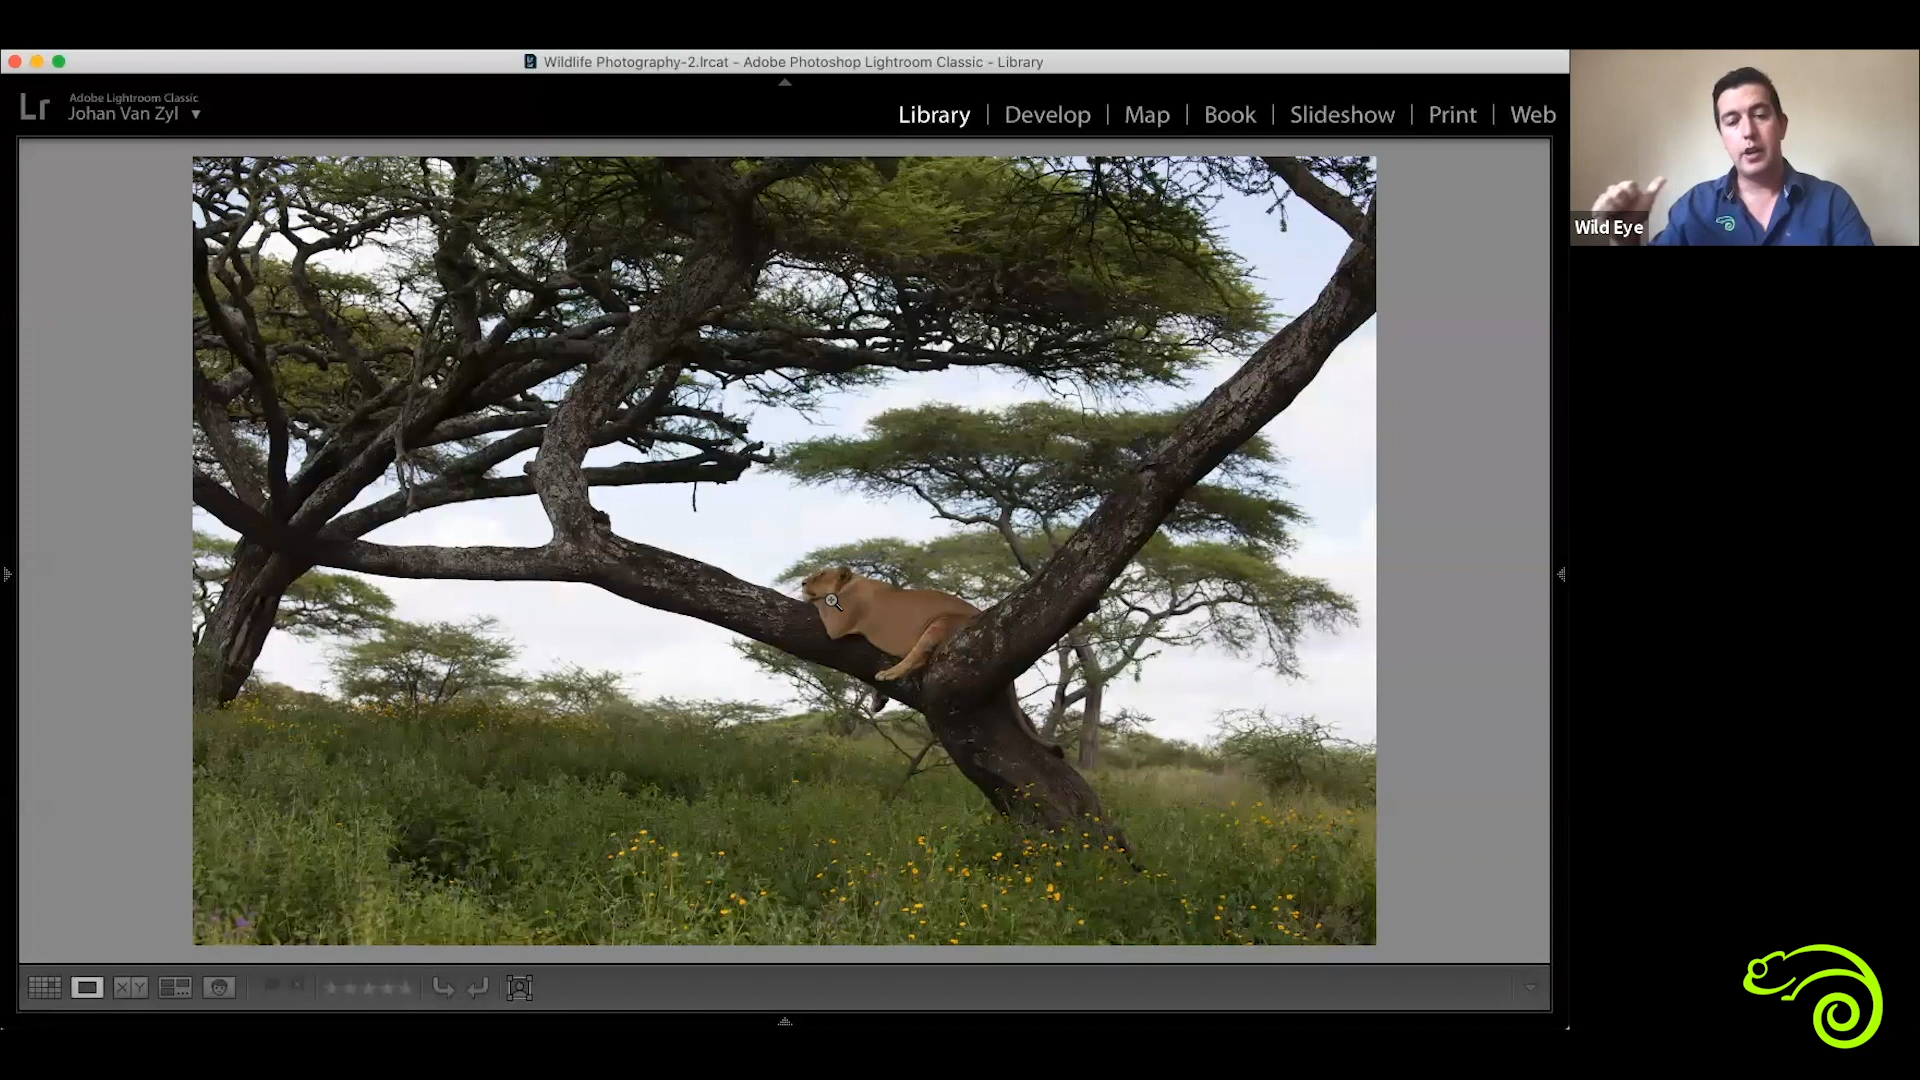 Wildlife Photography-2.lrcat - Adobe Photoshop Lightroom Classic - Library
Lr
Adobe Lightroom Classic
Johan Van Zyl ▼
Library | Develop | Map | Book | Slideshow | Print | Web
Wild Eye
X Y